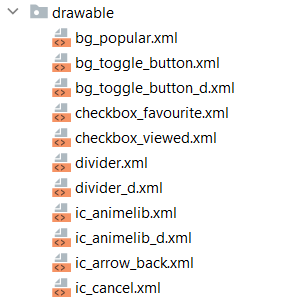 drawable
bg_popular.xml
bg_toggle_button.xml
bg_toggle_button_d.xml
checkbox_favourite.xml
checkbox_viewed.xml
divider.xml
divider_d.xml
ic_animelib.xml
ic_animelib_d.xml
ic_arrow_back.xml
ic_cancel.xml